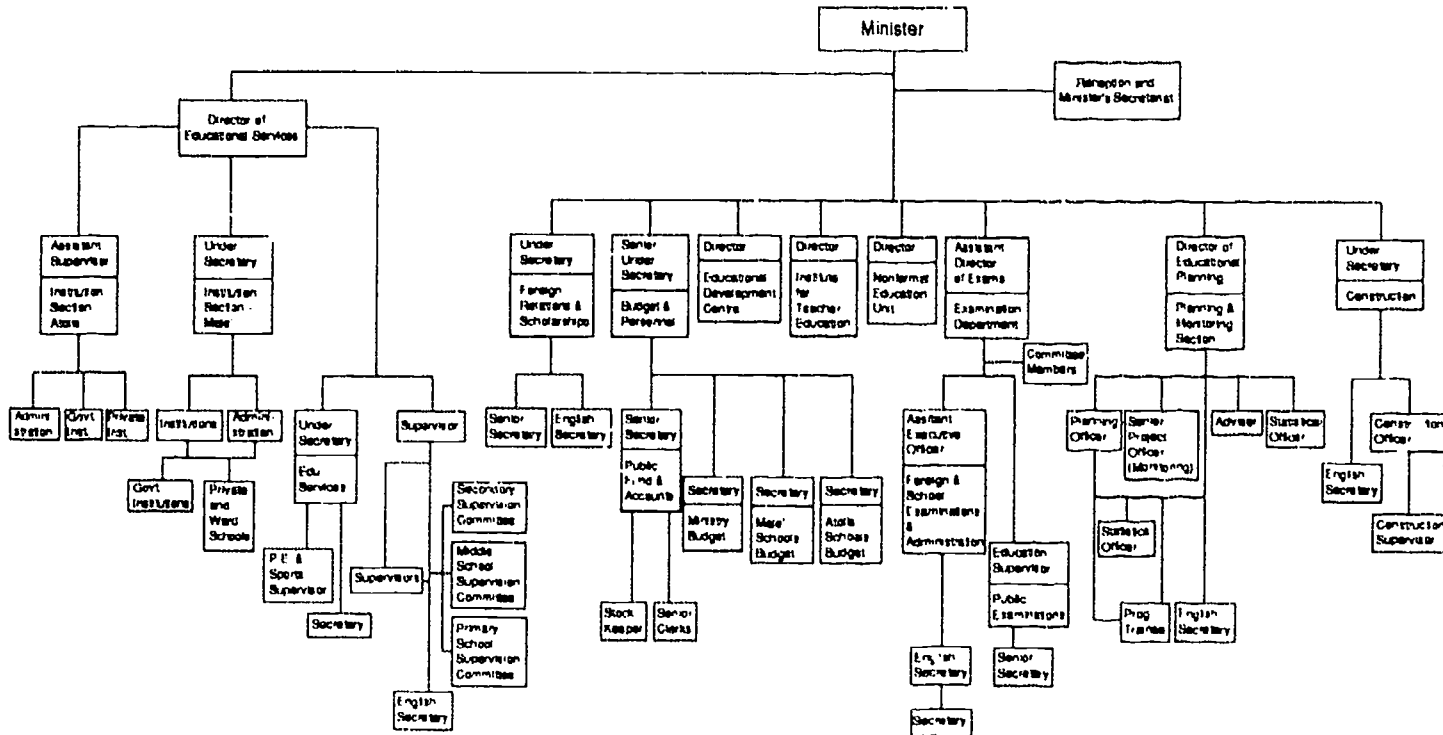 Minister
Reception and
Minister's Secretariat
Director of
Educational Services
Assistant
Supervisor
Institution
Section
Atolls
Under
Secretary
Institution
Section -
Male'
Under
Secretary
Foreign
Relations &
Scholarships
Senior
Under
Secretary
Budget &
Personnel
Director
Educational
Development
Centre
Director
Institute
for
Teacher
Education
Director
Nonformal
Education
Unit
Assistant
Director
of Exams
Examination
Department
Director of
Educational
Planning
Planning &
Monitoring
Section
Under
Secretary
Construction
Committee
Members
Admini-
stration
Govt.
Inst.
Private
Inst.
Institutions
Admini-
stration
Govt.
Institutions
Private
and
Ward
Schools
Under
Secretary
Edu
Services
Supervisor
P.E. &
Sports
Supervisor
Secretary
Supervisors
Secondary
Supervision
Committee
Middle
School
Supervision
Committee
Primary
School
Supervision
Committee
English
Secretary
Senior
Secretary
English
Secretary
Senior
Secretary
Public
Fund &
Accounts
Secretary
Ministry
Budget
Secretary
Male'
Schools
Budget
Secretary
Atolls
Schools
Budget
Stock
Keeper
Senior
Clerks
Assistant
Executive
Officer
Foreign
& School
Examinations
&
Administration
Education
Supervisor
Public
Examinations
English
Secretary
Secretary
Senior
Secretary
Planning
Officer
Senior
Project
Officer
(Monitoring)
Adviser
Statistical
Officer
Statistics
Officer
Prog
Trainee
English
Secretary
English
Secretary
Construction
Officer
Construction
Supervisor